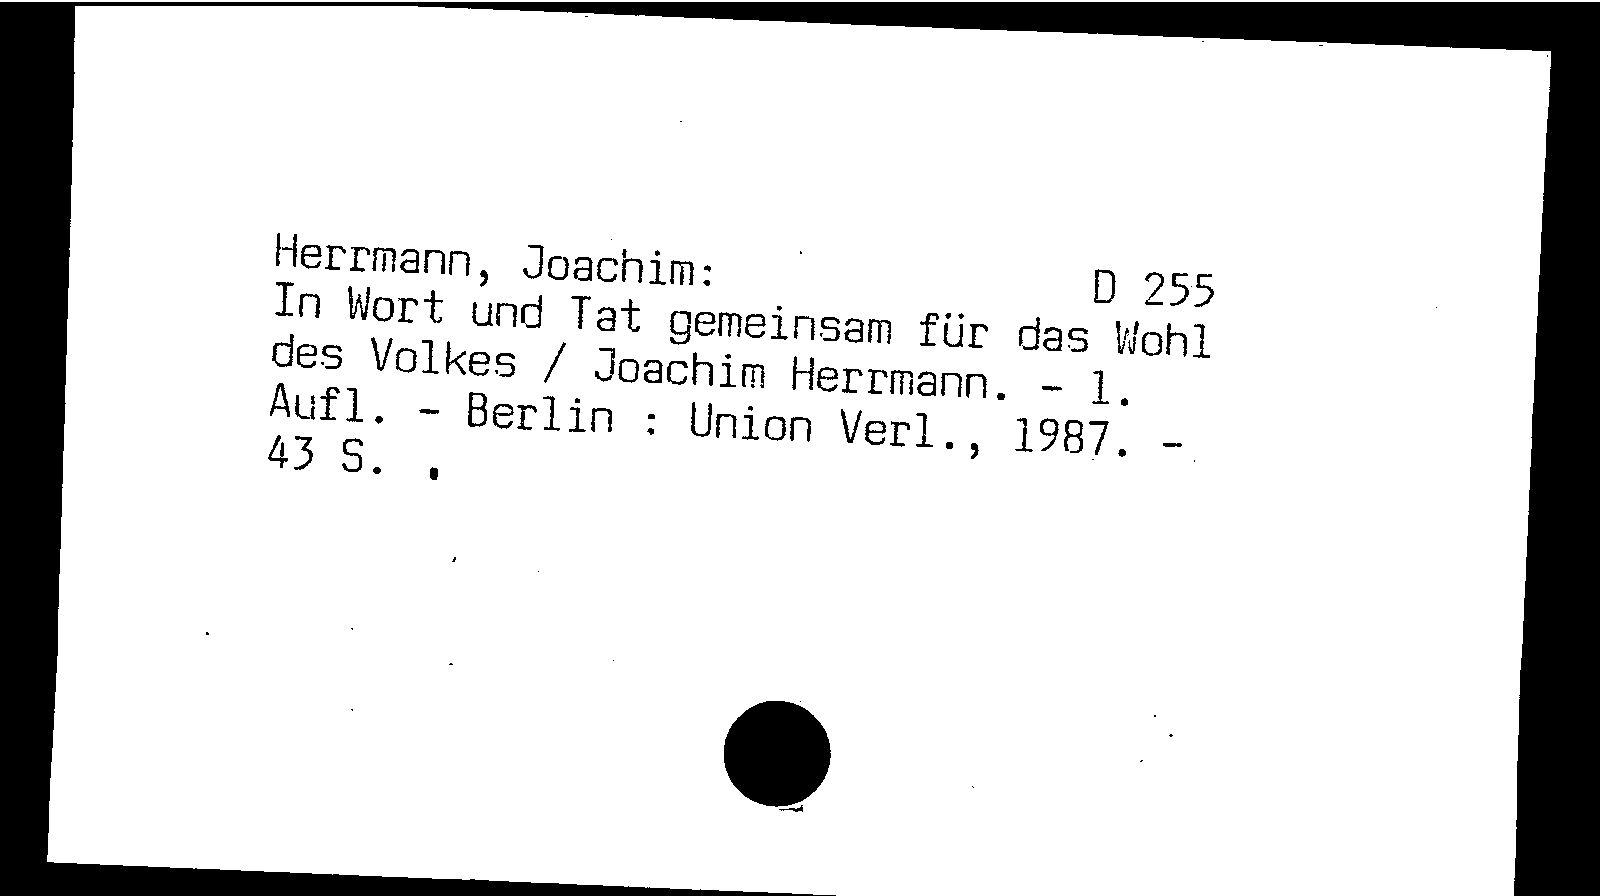 Herrmann, Joachim: D 255
In Wort und Tat gemeinsam für das Wohl
des Volkes / Joachim Herrmann. - 1.
Aufl. - Berlin : Union Verl., 1987. -
43 S. .